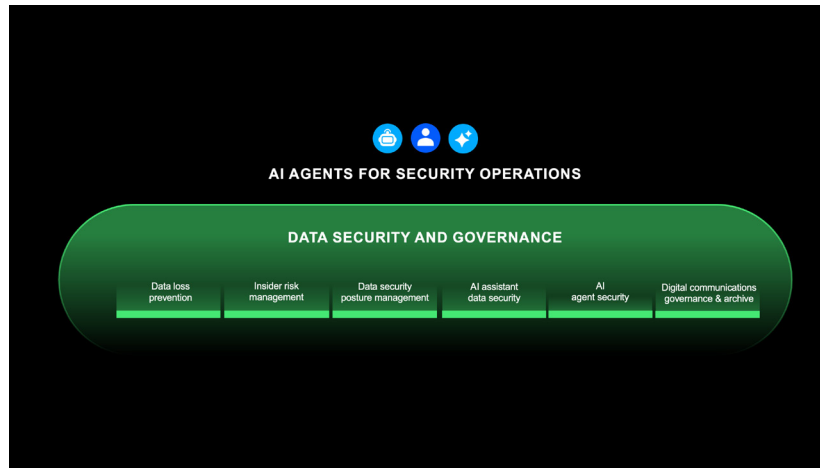 AI AGENTS FOR SECURITY OPERATIONS
DATA SECURITY AND GOVERNANCE
Data loss
prevention
Insider risk
management
Data security
posture management
AI assistant
data security
AI
agent security
Digital communications
governance & archive